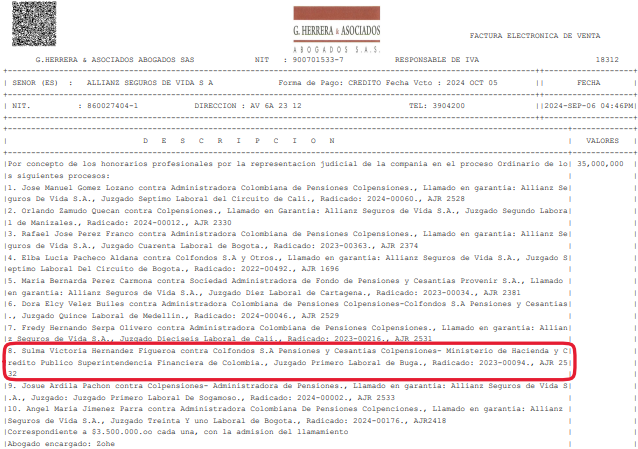 G. HERRERA & ASOCIADOS
ABOGADOS S.A.S.
FACTURA ELECTRONICA DE VENTA
G.HERRERA & ASOCIADOS ABOGADOS SAS NIT : 900701533-7 RESPONSABLE DE IVA 18312
SENOR (ES) : ALLIANZ SEGUROS DE VIDA S A Forma de Pago: CREDITO Fecha Vcto : 2024 OCT 05 FECHA
NIT. : 860027404-1 DIRECCION : AV 6A 23 12 TEL: 3904200 2024-SEP-06 04:46PM
D E S C R I P C I O N VALORES
Por concepto de los honorarios profesionales por la representacion judicial de la compania en el proceso Ordinario de lo 35,000,000
s siguientes procesos:
1. Jose Manuel Gomez Lozano contra Administradora Colombiana de Pensiones Colpensiones., Llamado en garantia: Allianz Se
guros De Vida S.A., Juzgado Septimo Laboral del Circuito de Cali., Radicado: 2024-00060., AJR 2528
2. Orlando Zamudo Quecan contra Colpensiones., Llamado en Garantia: Allianz Seguros de Vida S.A., Juzgado Segundo Labora
l de Manizales., Radicado: 2024-00012., AJR 2330
3. Rafael Jose Perez Franco contra Administradora Colombiana de Pensiones Colpensiones., Llamado en garantia: Allianz Se
guros de Vida S.A., Juzgado Cuarenta Laboral de Bogota., Radicado: 2023-00363., AJR 2374
4. Elba Lucia Pacheco Aldana contra Colfondos S.A y Otros., Llamado en garantia: Allianz Seguros de Vida S.A., Juzgado S
eptimo Laboral Del Circuito de Bogota., Radicado: 2022-00492., AJR 1696
5. Maria Bernarda Perez Carmona contra Sociedad Administradora de Fondo de Pensiones y Cesantias Provenir S.A., Llamado
en garantia: Allianz Seguros de Vida S.A., Juzgado Diez Laboral de Cartagena., Radicado: 2023-00034., AJR 2381
6. Dora Elcy Velez Builes contra Administradora Colombiana de Pensiones Colpensiones-Colfondos S.A Pensiones y Cesantias
., Juzgado Quince Laboral de Medellin., Radicado: 2024-00046., AJR 2529
7. Fredy Hernando Serpa Olivero contra Administradora Colombiana de Pensiones Colpensiones., Llamado en garantia: Allian
z Seguros de Vida S.A., Juzgado Dieciseis Laboral de Cali., Radicado: 2023-00216., AJR 2531
8. Sulma Victoria Hernandez Figueroa contra Colfondos S.A Pensiones y Cesantias Colpensiones- Ministerio de Hacienda y C
redito Publico Superintendencia Financiera de Colombia., Juzgado Primero Laboral de Buga., Radicado: 2023-00094., AJR 25
32
9. Josue Ardila Pachon contra Colpensiones- Administradora de Pensiones., Llamado en garantia: Allianz Seguros de Vida S
.A., Juzgado: Juzgado Primero Laboral De Sogamoso., Radicado: 2024-00002., AJR 2533
10. Angel Maria Jimenez Parra contra Administradora Colombiana De Pensiones Colpenciones., Llamado en garantia: Allianz
Seguros de Vida S.A., Juzgado Treinta Y uno Laboral de Bogota., Radicado: 2024-00176., AJR2418
Correspondiente a $3.500.000.oo cada una, con la admision del llamamiento
Abogado encargado: Zohe